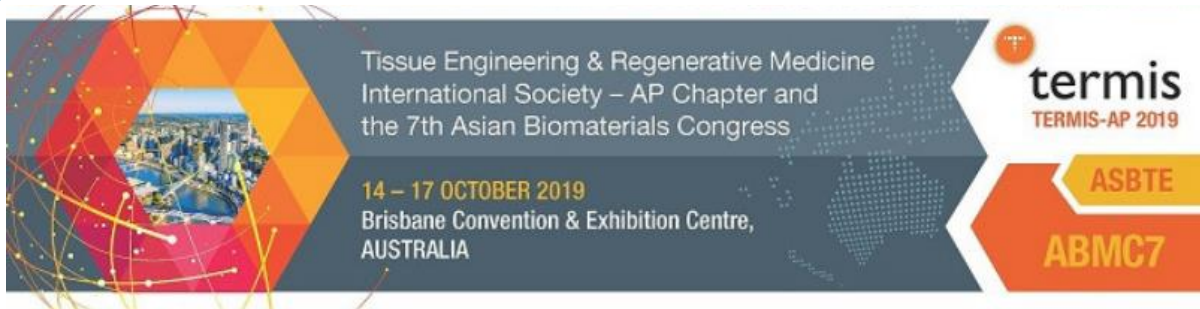 Tissue Engineering & Regenerative Medicine
International Society – AP Chapter and
the 7th Asian Biomaterials Congress
14 – 17 OCTOBER 2019
Brisbane Convention & Exhibition Centre,
AUSTRALIA
termis
TERMIS-AP 2019
ASBTE
ABMC7